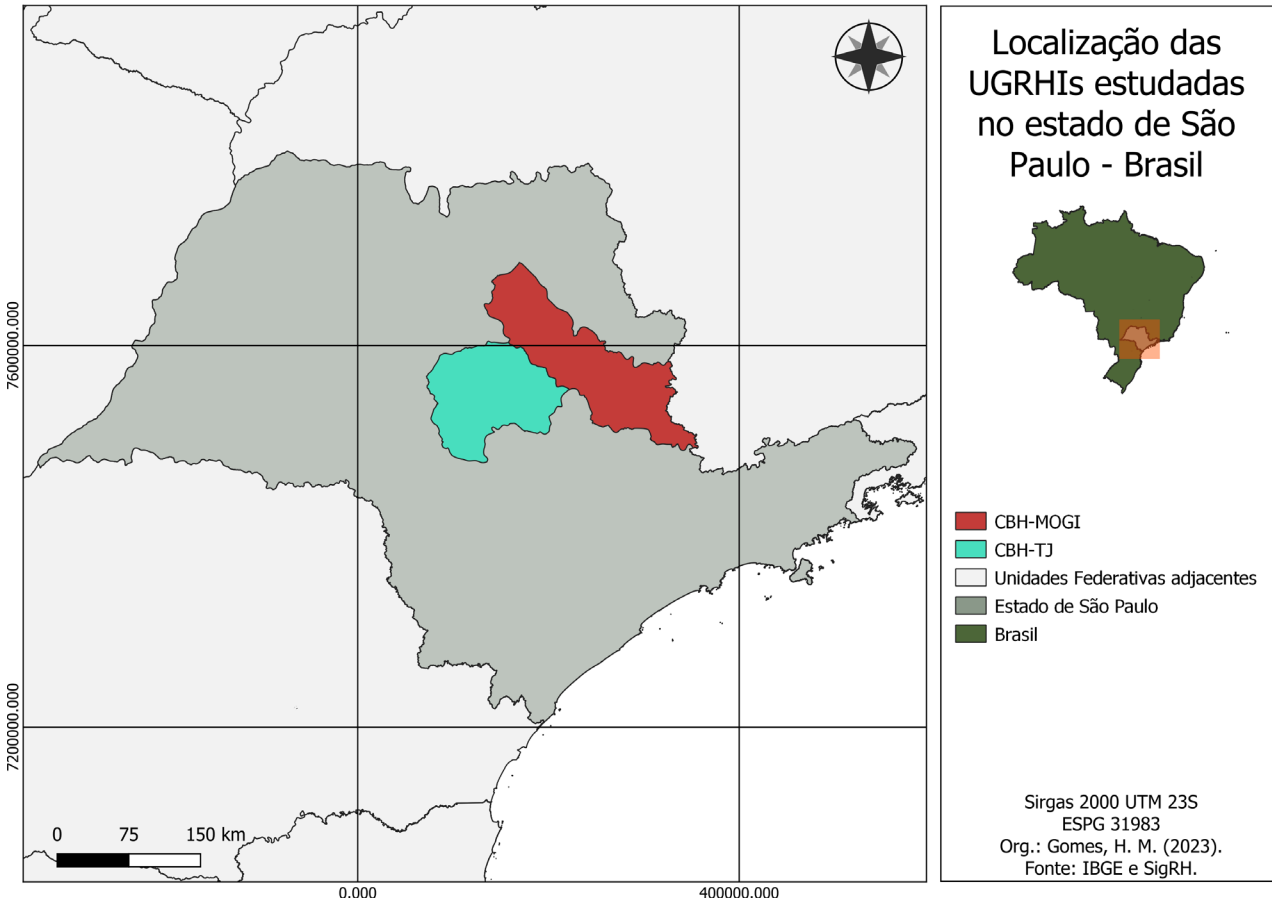 Localização das
UGRHIs estudadas
no estado de São
Paulo - Brasil
7600000.000
7200000.000
0.000
400000.000
0 75 150 km
CBH-MOGI
CBH-TJ
Unidades Federativas adjacentes
Estado de São Paulo
Brasil
Sirgas 2000 UTM 23S
ESPG 31983
Org.: Gomes, H. M. (2023).
Fonte: IBGE e SigRH.